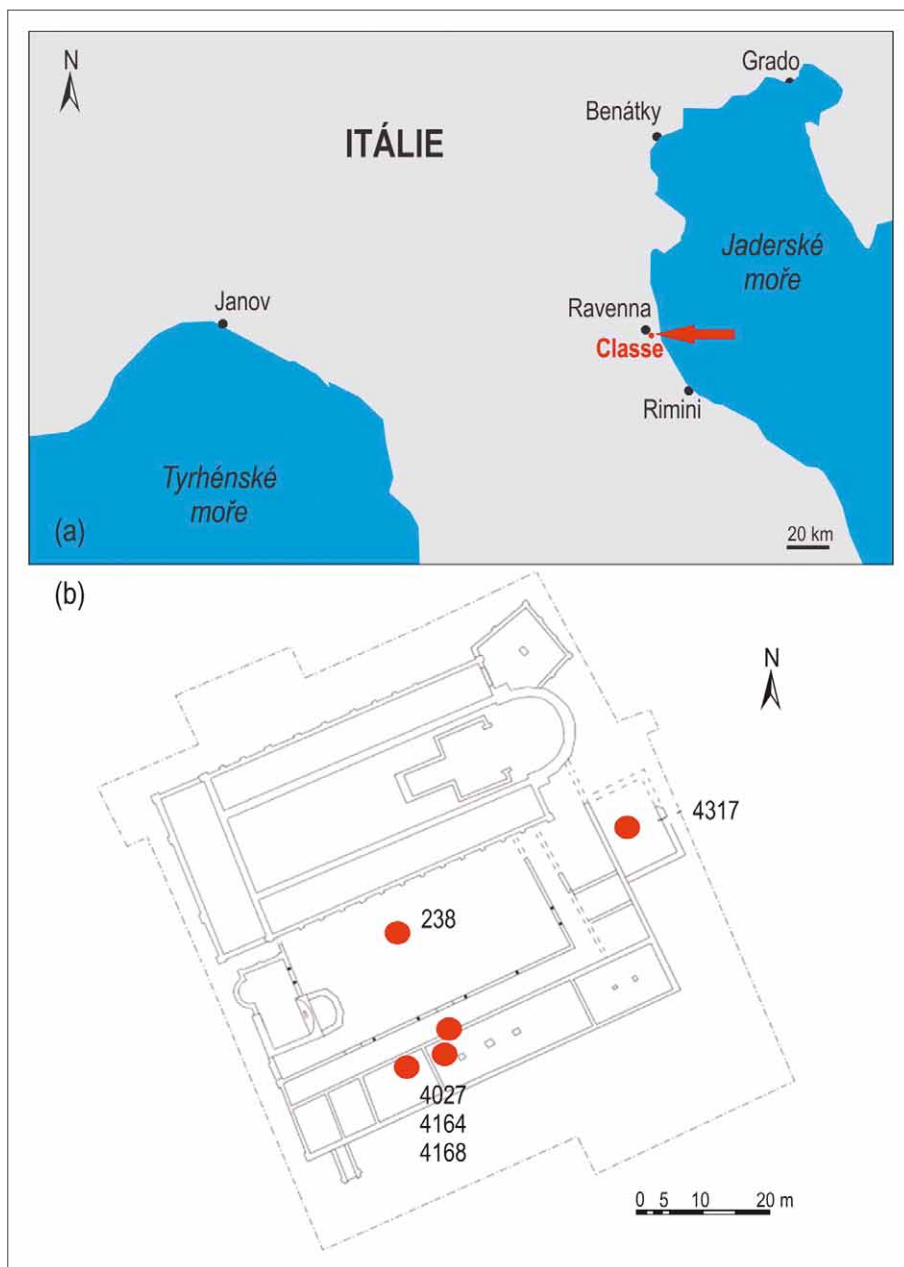 N
Grado
Benátky
ITÁLIE
Jaderské
moře
Janov
Ravenna
Classe
Rimini
Tyrhénské
moře
(a)
20 km
(b)
N
4317
238
4027
4164
4168
0 5 10 20 m